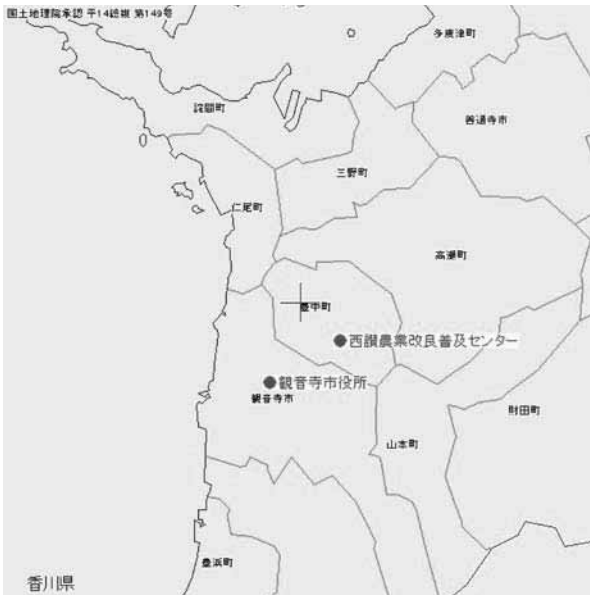 国土地理院承認 平14総複 第149号
多度津町
詫間町
善通寺市
三野町
仁尾町
高瀬町
豊中町
西讃農業改良普及センター
観音寺市役所
観音寺市
財田町
山本町
豊浜町
香川県